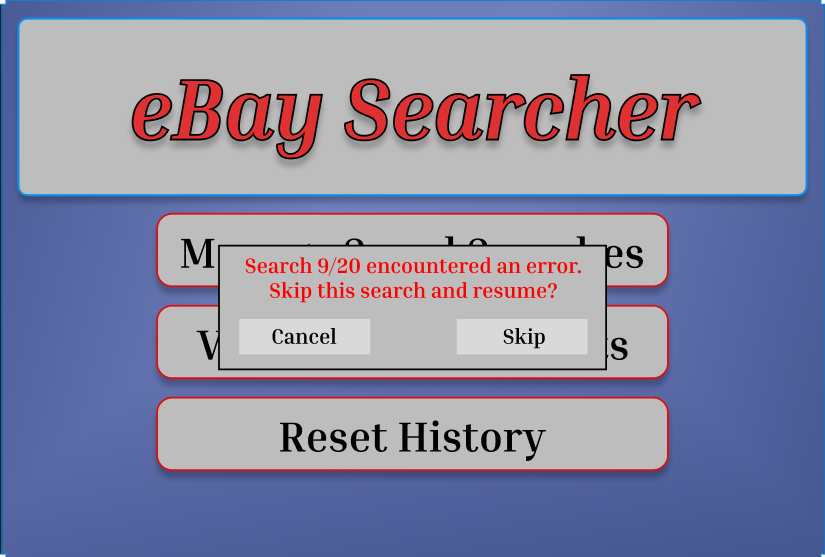 eBay Searcher
Search 9/20 encountered an error.
Skip this search and resume?
Cancel
Skip
Reset History